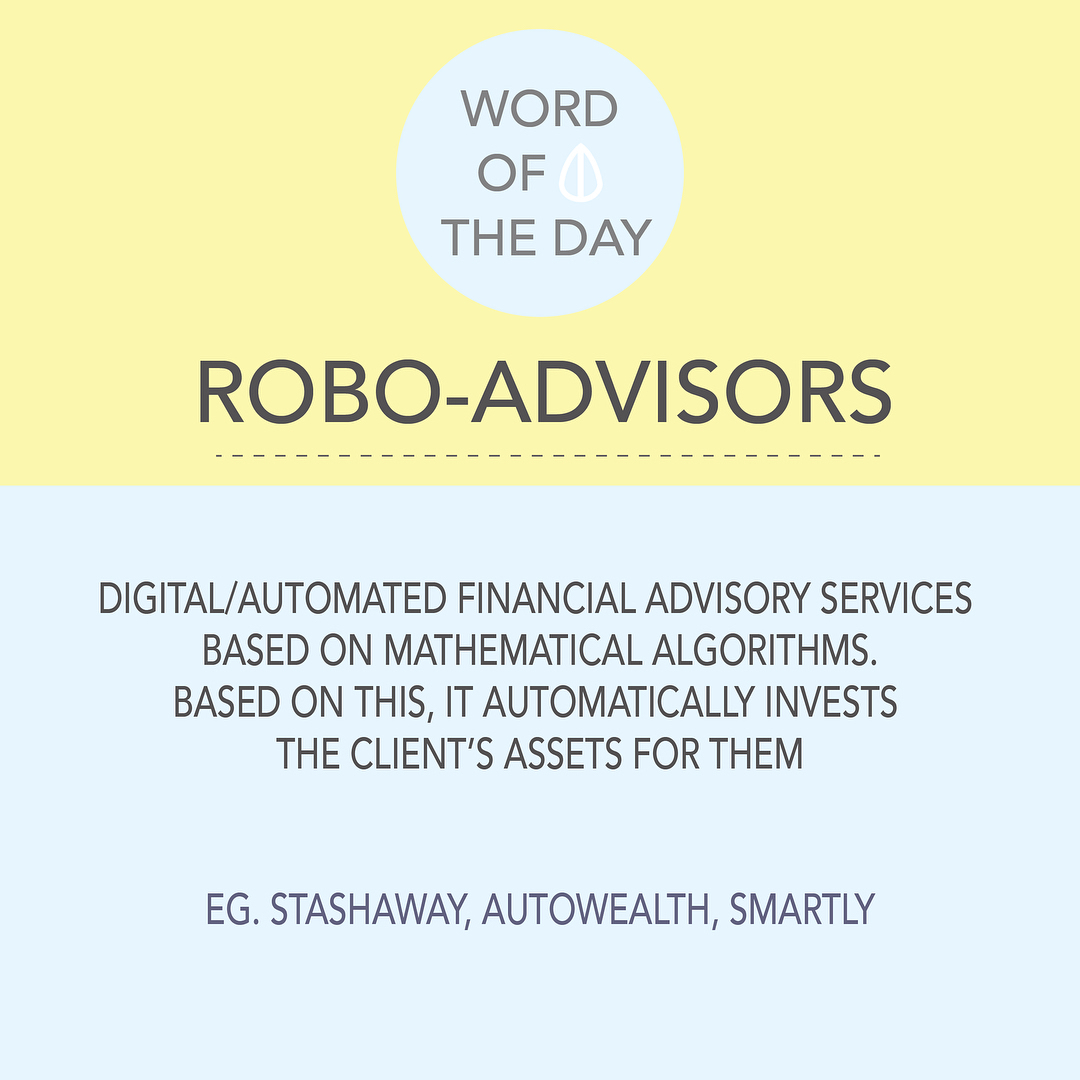 WORD
OF
THE DAY
ROBO-ADVISORS
DIGITAL/AUTOMATED FINANCIAL ADVISORY SERVICES
BASED ON MATHEMATICAL ALGORITHMS.
BASED ON THIS, IT AUTOMATICALLY INVESTS
THE CLIENT’S ASSETS FOR THEM
EG. STASHAWAY, AUTOWEALTH, SMARTLY